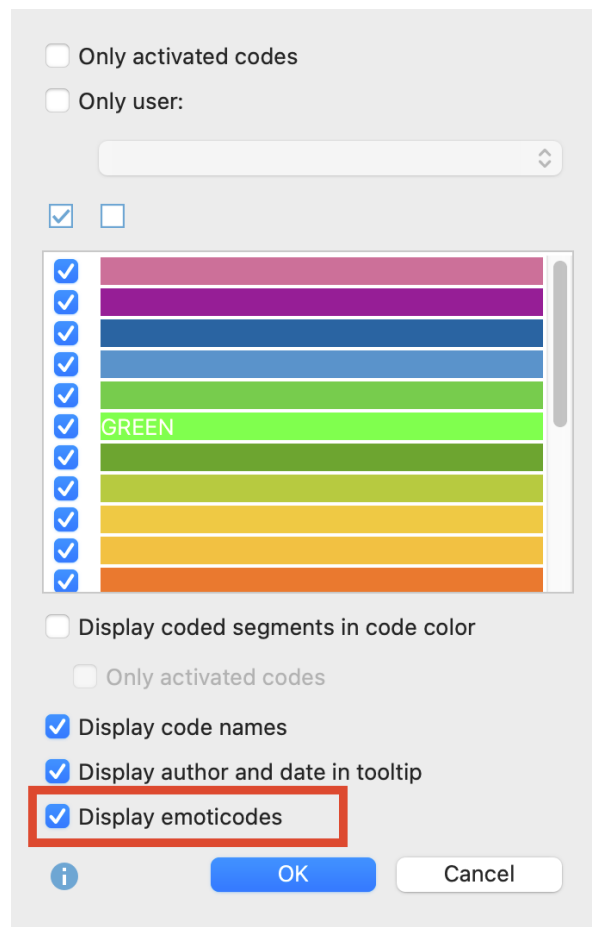 Only activated codes
Only user:
GREEN
Display coded segments in code color
Only activated codes
Display code names
Display author and date in tooltip
Display emoticodes
OK
Cancel